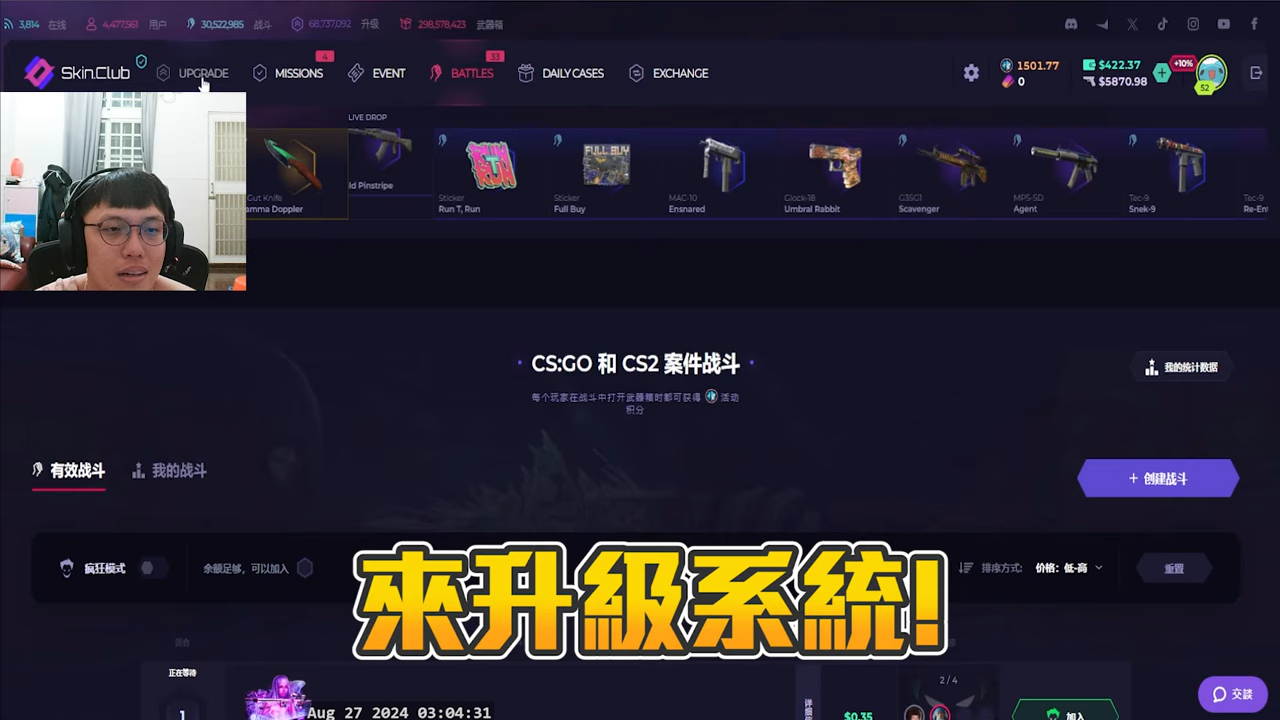 3,814 在线 4,477,561 用户 30,522,985 战斗 68,737,092 升级 298,578,423 武器箱
Skin.Club UPGRADE MISSIONS 4 EVENT BATTLES 33 DAILY CASES EXCHANGE 1501.77 0 $422.37 $5870.98 +10% 52
LIVE DROP
Gut Knife
amma Doppler
ld Pinstripe
Sticker
Run T, Run
Sticker
Full Buy
MAC-10
Ensnared
Glock-18
Umbral Rabbit
G3SG1
Scavenger
MP5-SD
Agent
Tec-9
Snek-9
Tec-9
Re-Ent
CS:GO 和 CS2 案件战斗
我的统计数据
每个玩家在战斗中打开武器箱时都可获得 活动
积分
有效战斗 我的战斗
+ 创建战斗
疯狂模式 余额足够，可以加入 排序方式: 价格: 低-高 重置
來升級系統!
回合
正在等待
1
Aug 27 2024 03:04:31
2 / 4
$0.35
加入
交談